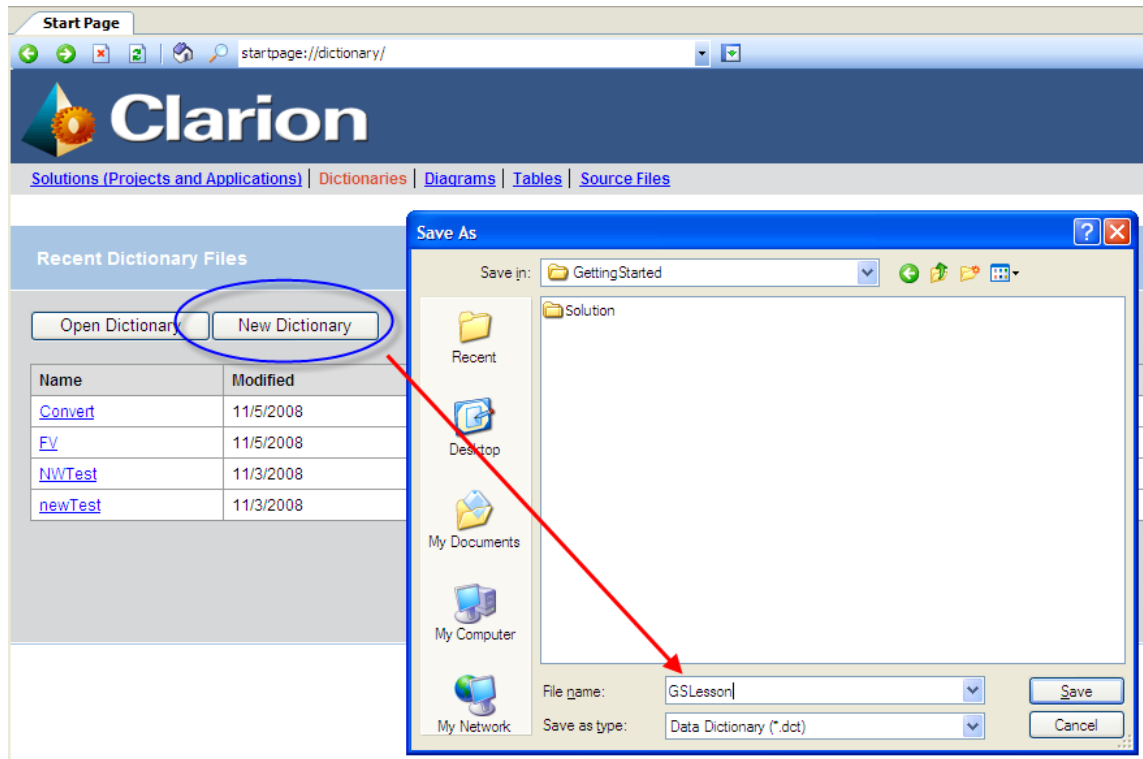 Start Page
startpage://dictionary/
Clarion
Solutions (Projects and Applications) | Dictionaries | Diagrams | Tables | Source Files
Recent Dictionary Files
Open Dictionary New Dictionary
Name Modified
Convert 11/5/2008
FV 11/5/2008
NWTest 11/3/2008
newTest 11/3/2008
Save As
Save in: GettingStarted
Solution
Recent
Desktop
My Documents
My Computer
My Network
File name: GSLesson Save
Save as type: Data Dictionary (*.dct) Cancel